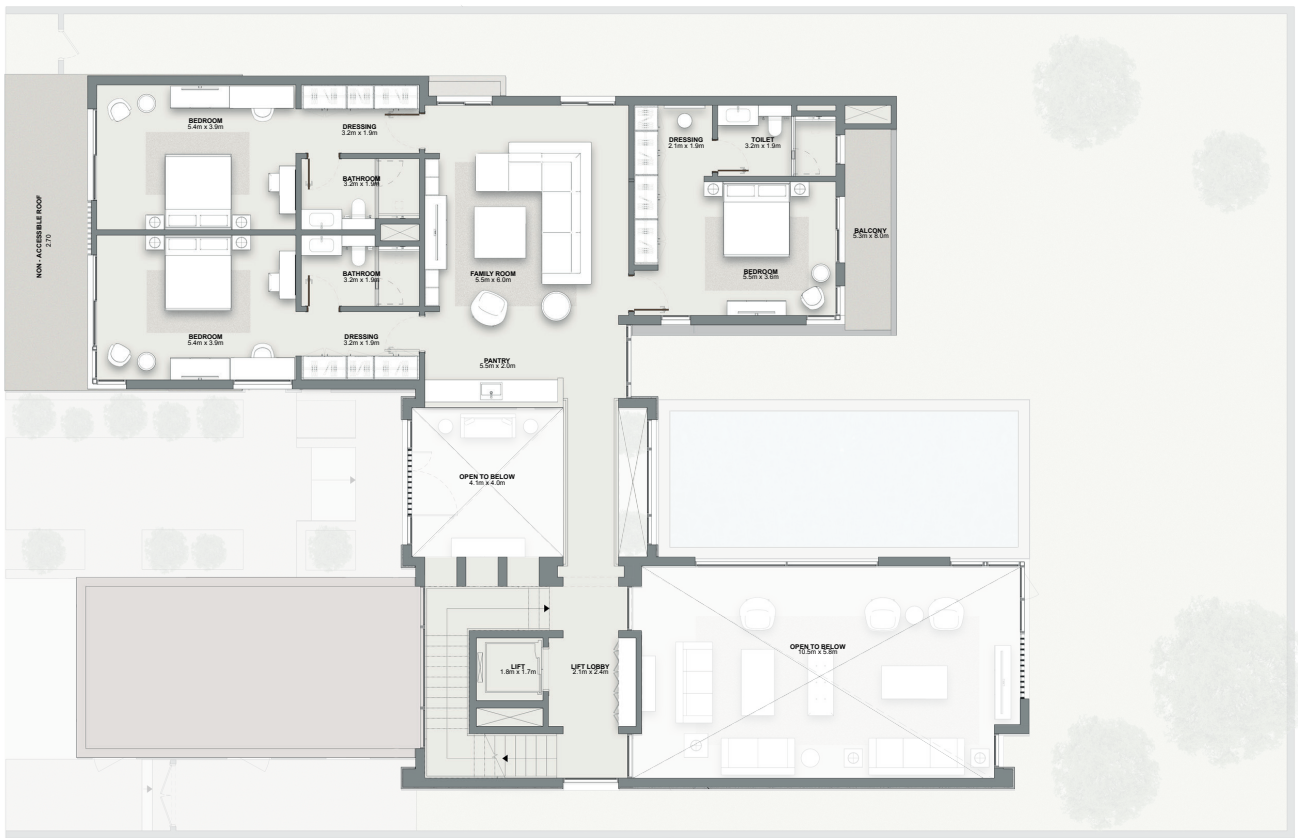 BEDROOM
5.4m x 3.9m
DRESSING
3.2m x 1.9m
DRESSING
2.1m x 1.9m
TOILET
3.2m x 1.9m
BATHROOM
3.2m x 1.9m
NON - ACCESSIBLE ROOF
2.70
BALCONY
5.3m x 8.0m
BATHROOM
3.2m x 1.9m
FAMILY ROOM
5.5m x 6.0m
BEDROOM
5.5m x 3.6m
BEDROOM
5.4m x 3.9m
DRESSING
3.2m x 1.9m
PANTRY
5.5m x 2.0m
OPEN TO BELOW
4.1m x 4.0m
OPEN TO BELOW
10.5m x 5.8m
LIFT
1.8m x 1.7m
LIFT LOBBY
2.1m x 2.4m